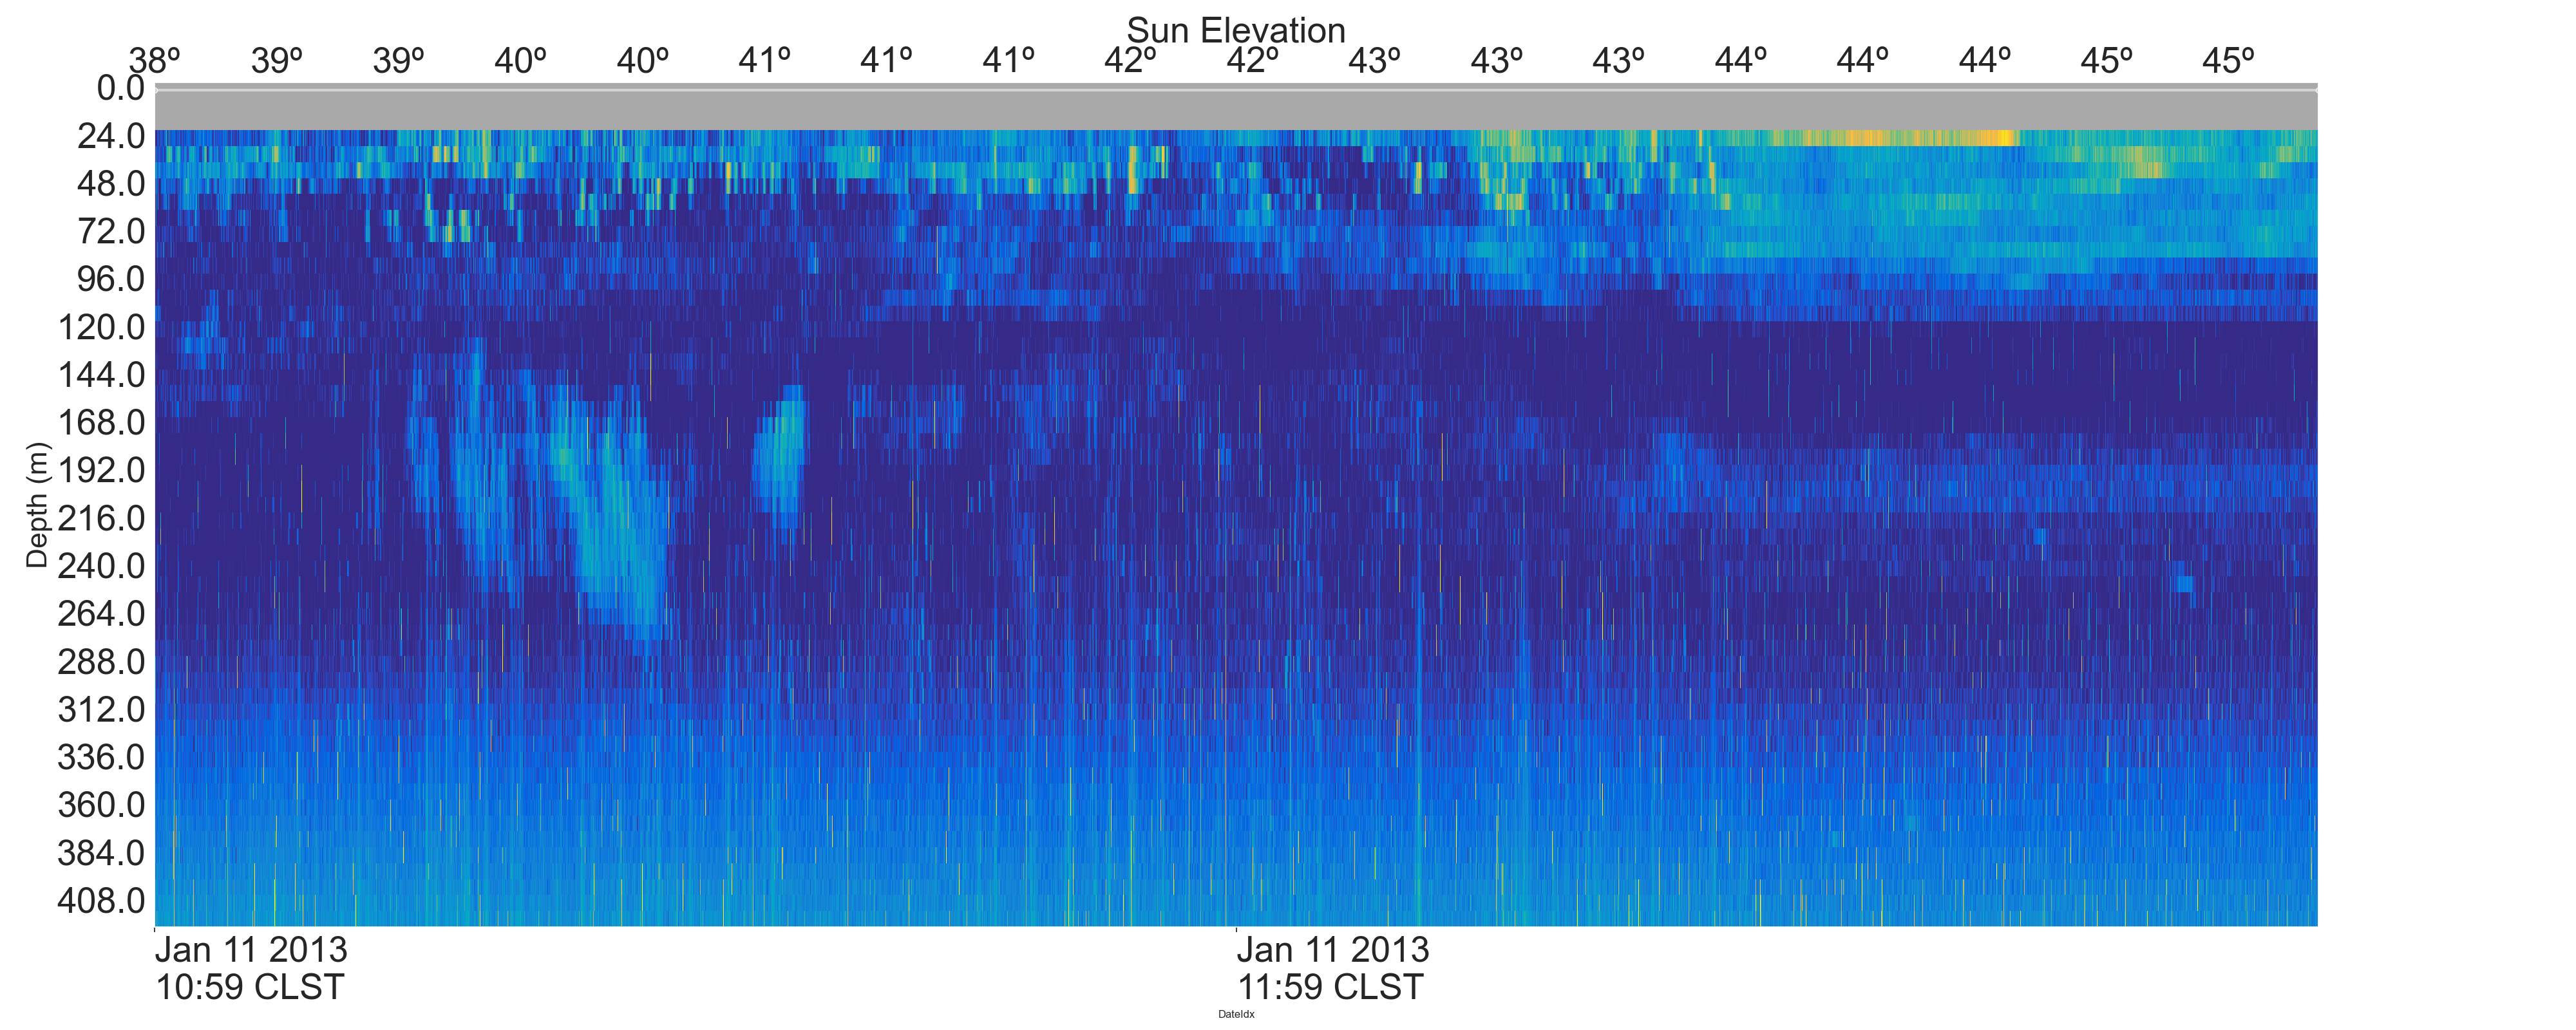 Sun Elevation
38º 39º 39º 40º 40º 41º 41º 41º 42º 42º 43º 43º 43º 44º 44º 44º 45º 45º
0.0
24.0
48.0
72.0
96.0
120.0
144.0
168.0
192.0
216.0
240.0
264.0
288.0
312.0
336.0
360.0
384.0
408.0
Depth (m)
Jan 11 2013
10:59 CLST
Jan 11 2013
11:59 CLST
DateIdx